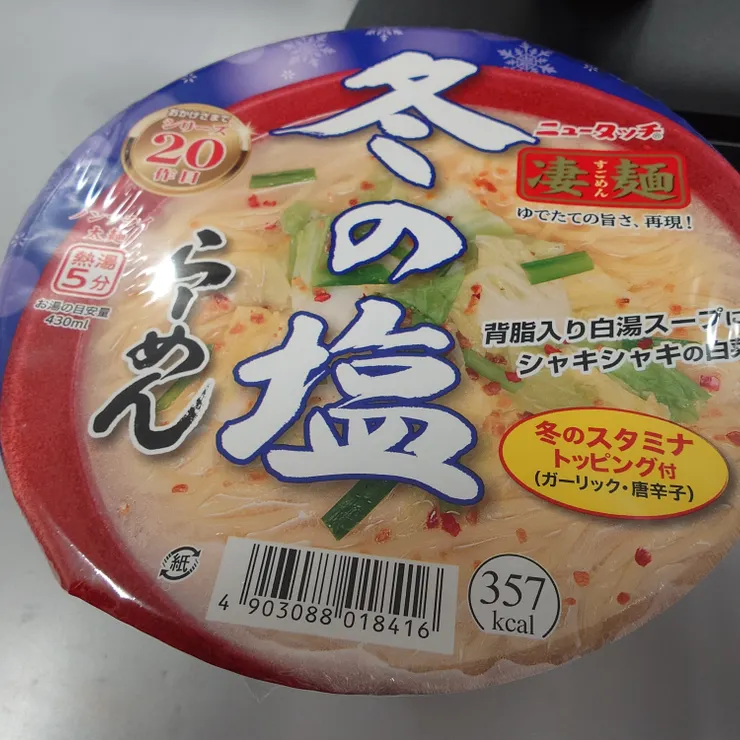 おかげさまで
シリーズ
20
作目
冬の塩
らーめん
ニュータッチ
凄麺
すごめん
ゆでたての旨さ、再現!
熱湯
5分
お湯の目安量
430ml
背脂入り白湯スープに
シャキシャキの白菜
冬のスタミナ
トッピング付
(ガーリック・唐辛子)
紙
4 903088 018416
357
kcal